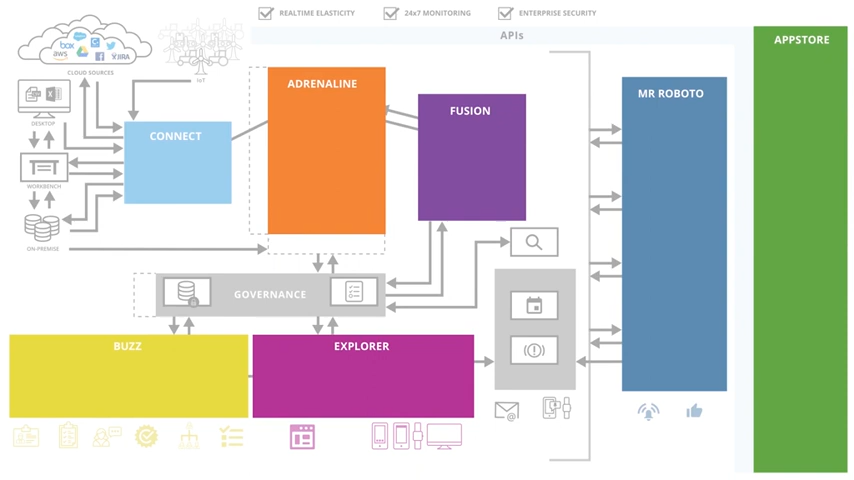 REALTIME ELASTICITY
24x7 MONITORING
ENTERPRISE SECURITY
APIs
APPSTORE
box
aws
JIRA
CLOUD SOURCES
IoT
ADRENALINE
FUSION
MR ROBOTO
DESKTOP
CONNECT
WORKBENCH
ON-PREMISE
GOVERNANCE
BUZZ
EXPLORER